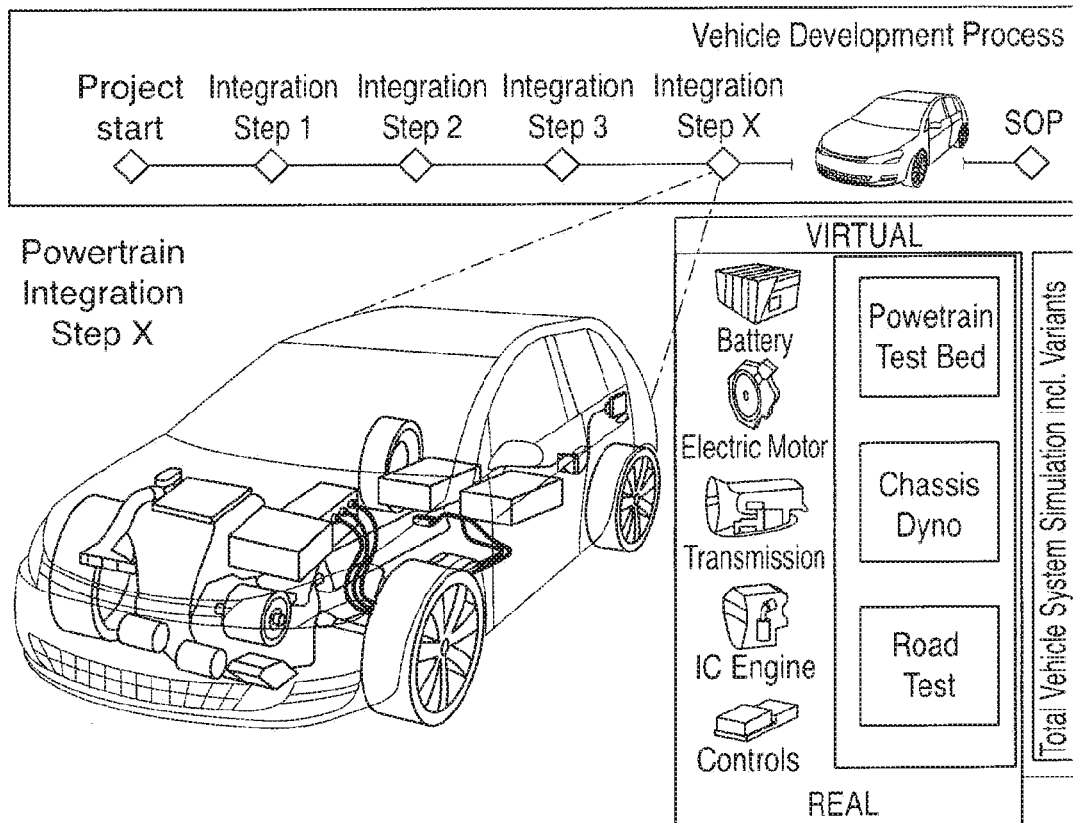 Vehicle Development Process
Project
start
Integration
Step 1
Integration
Step 2
Integration
Step 3
Integration
Step X
SOP
Powertrain
Integration
Step X
VIRTUAL
Battery
Electric Motor
Transmission
IC Engine
Controls
Powetrain
Test Bed
Chassis
Dyno
Road
Test
REAL
Total Vehicle System Simulation incl. Variants